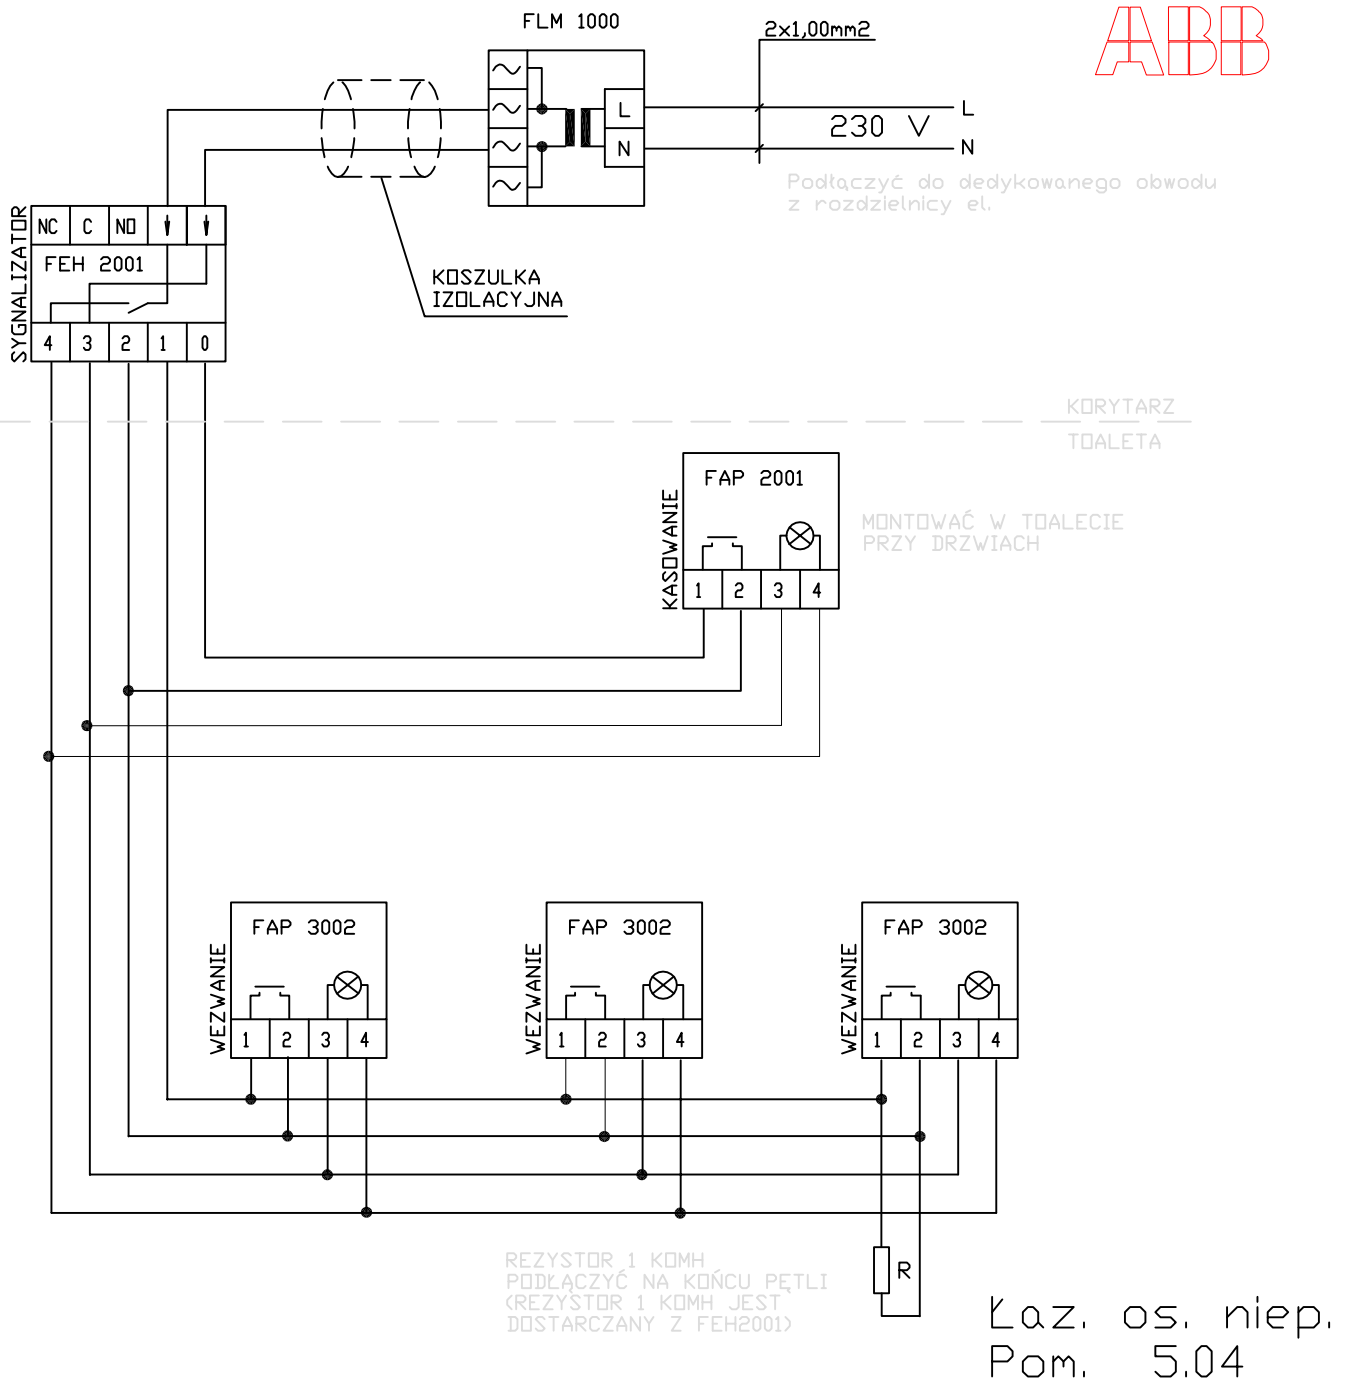 FLM 1000
2x1,00mm2
ABB
L
N
L
N
230 V
Podłączyć do dedykowanego obwodu
z rozdzielnicy el.
SYGNALIZATOR
NC C NO
FEH 2001
4 3 2 1 0
KOSZULKA
IZOLACYJNA
KORYTARZ
TOALETA
KASOWANIE
FAP 2001
1 2 3 4
MONTOWAĆ W TOALECIE
PRZY DRZWIACH
WEZWANIE
FAP 3002
1 2 3 4
WEZWANIE
FAP 3002
1 2 3 4
WEZWANIE
FAP 3002
1 2 3 4
R
REZYSTOR 1 KOMH
PODŁĄCZYĆ NA KOŃCU PĘTLI
(REZYSTOR 1 KOMH JEST
DOSTARCZANY Z FEH2001)
Łaz. os. niep.
Pom. 5.04